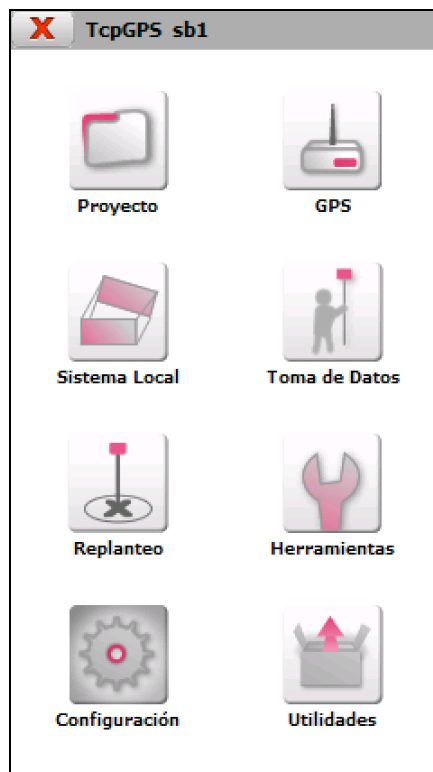 TcpGPS sb1
Proyecto GPS
Sistema Local Toma de Datos
Replanteo Herramientas
Configuración Utilidades